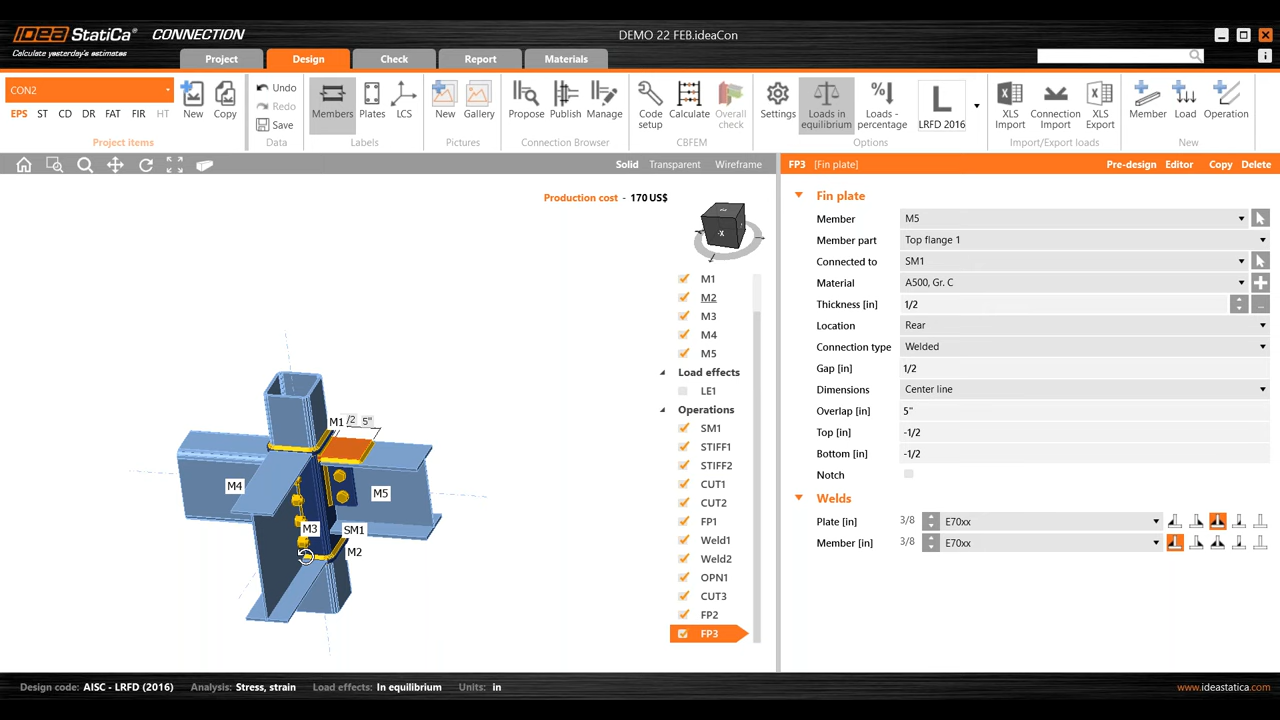 IDEA StatiCa® CONNECTION
Calculate yesterday's estimates
DEMO 22 FEB.ideaCon
Project Design Check Report Materials
CON2
EPS ST CD DR FAT FIR HT
Project items
New Copy
Undo
Redo
Save
Data
Members Plates LCS
Labels
New Gallery
Pictures
Propose Publish Manage
Connection Browser
Code setup Calculate Overall check
CBFEM
Settings Loads in equilibrium Loads - percentage LRFD 2016
Options
XLS Import Connection Import XLS Export
Import/Export loads
Member Load Operation
New
Solid Transparent Wireframe
Production cost - 170 US$
-X
M1 /2 5"
M4
M5
M3
SM1
M2
M1
M2
M3
M4
M5
Load effects
LE1
Operations
SM1
STIFF1
STIFF2
CUT1
CUT2
FP1
Weld1
Weld2
OPN1
CUT3
FP2
FP3
FP3 [Fin plate] Pre-design Editor Copy Delete
Fin plate
Member M5
Member part Top flange 1
Connected to SM1
Material A500, Gr. C
Thickness [in] 1/2
Location Rear
Connection type Welded
Gap [in] 1/2
Dimensions Center line
Overlap [in] 5"
Top [in] -1/2
Bottom [in] -1/2
Notch
Welds
Plate [in] 3/8 E70xx
Member [in] 3/8 E70xx
Design code: AISC - LRFD (2016) Analysis: Stress, strain Load effects: In equilibrium Units: in
www.ideastatica.com